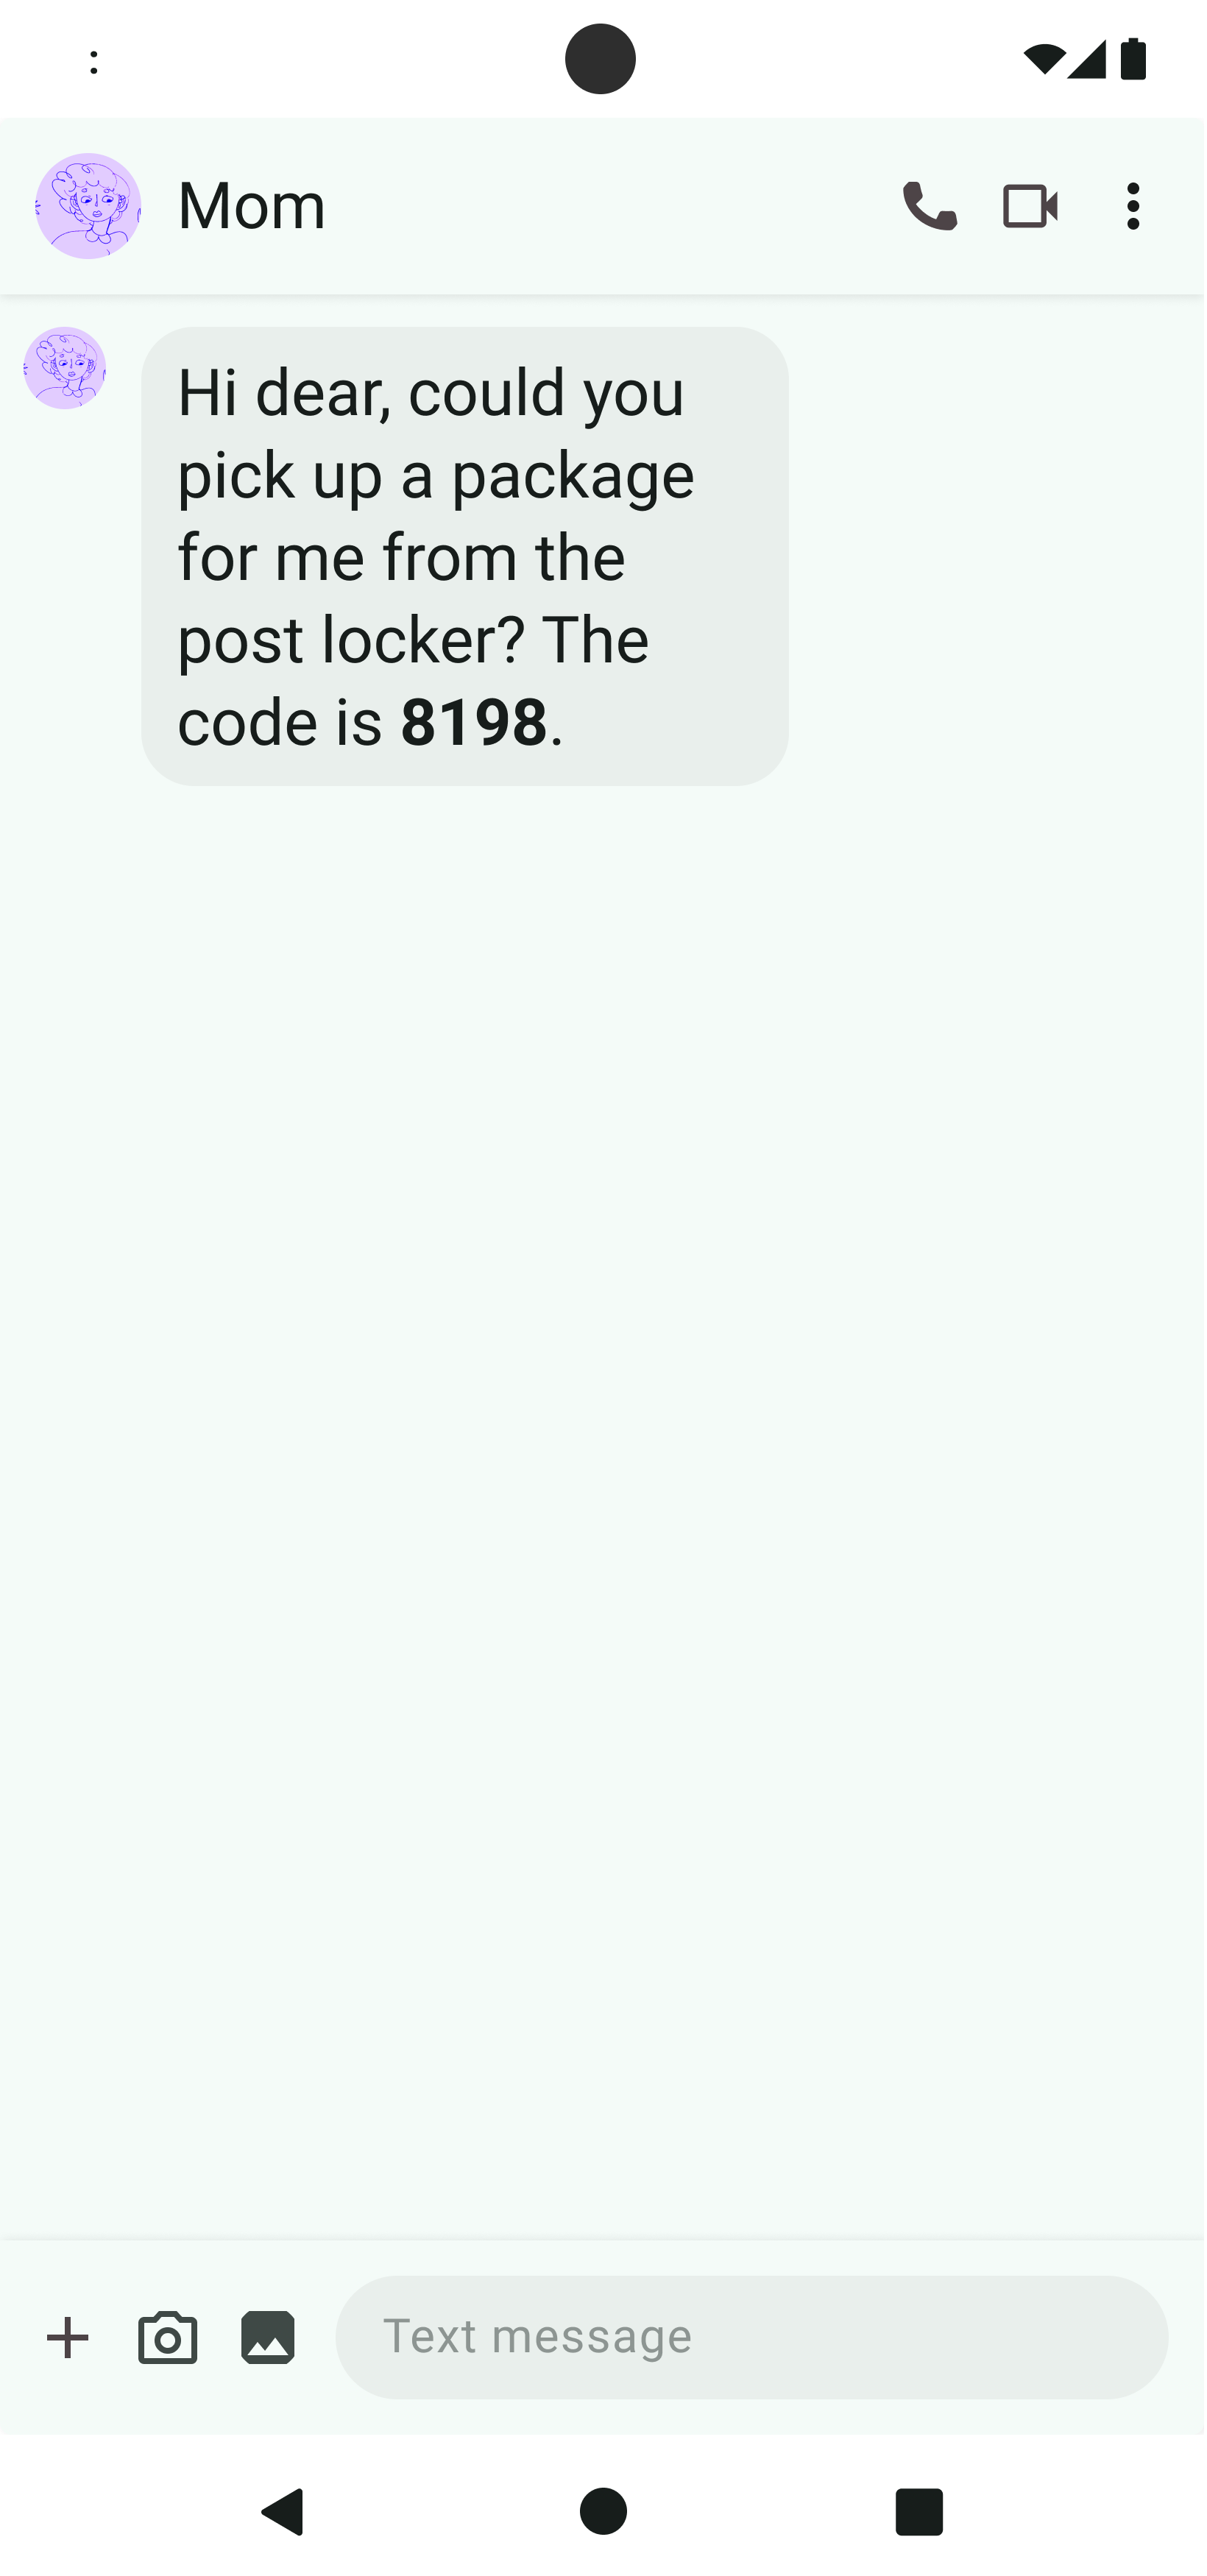 :
Mom
Hi dear, could you
pick up a package
for me from the
post locker? The
code is 8198.
Text message